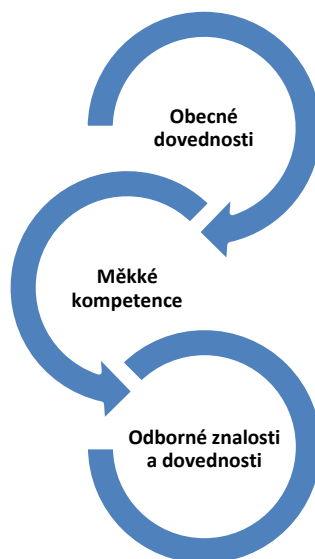 Obecné
dovednosti
Měkké
kompetence
Odborné znalosti
a dovednosti